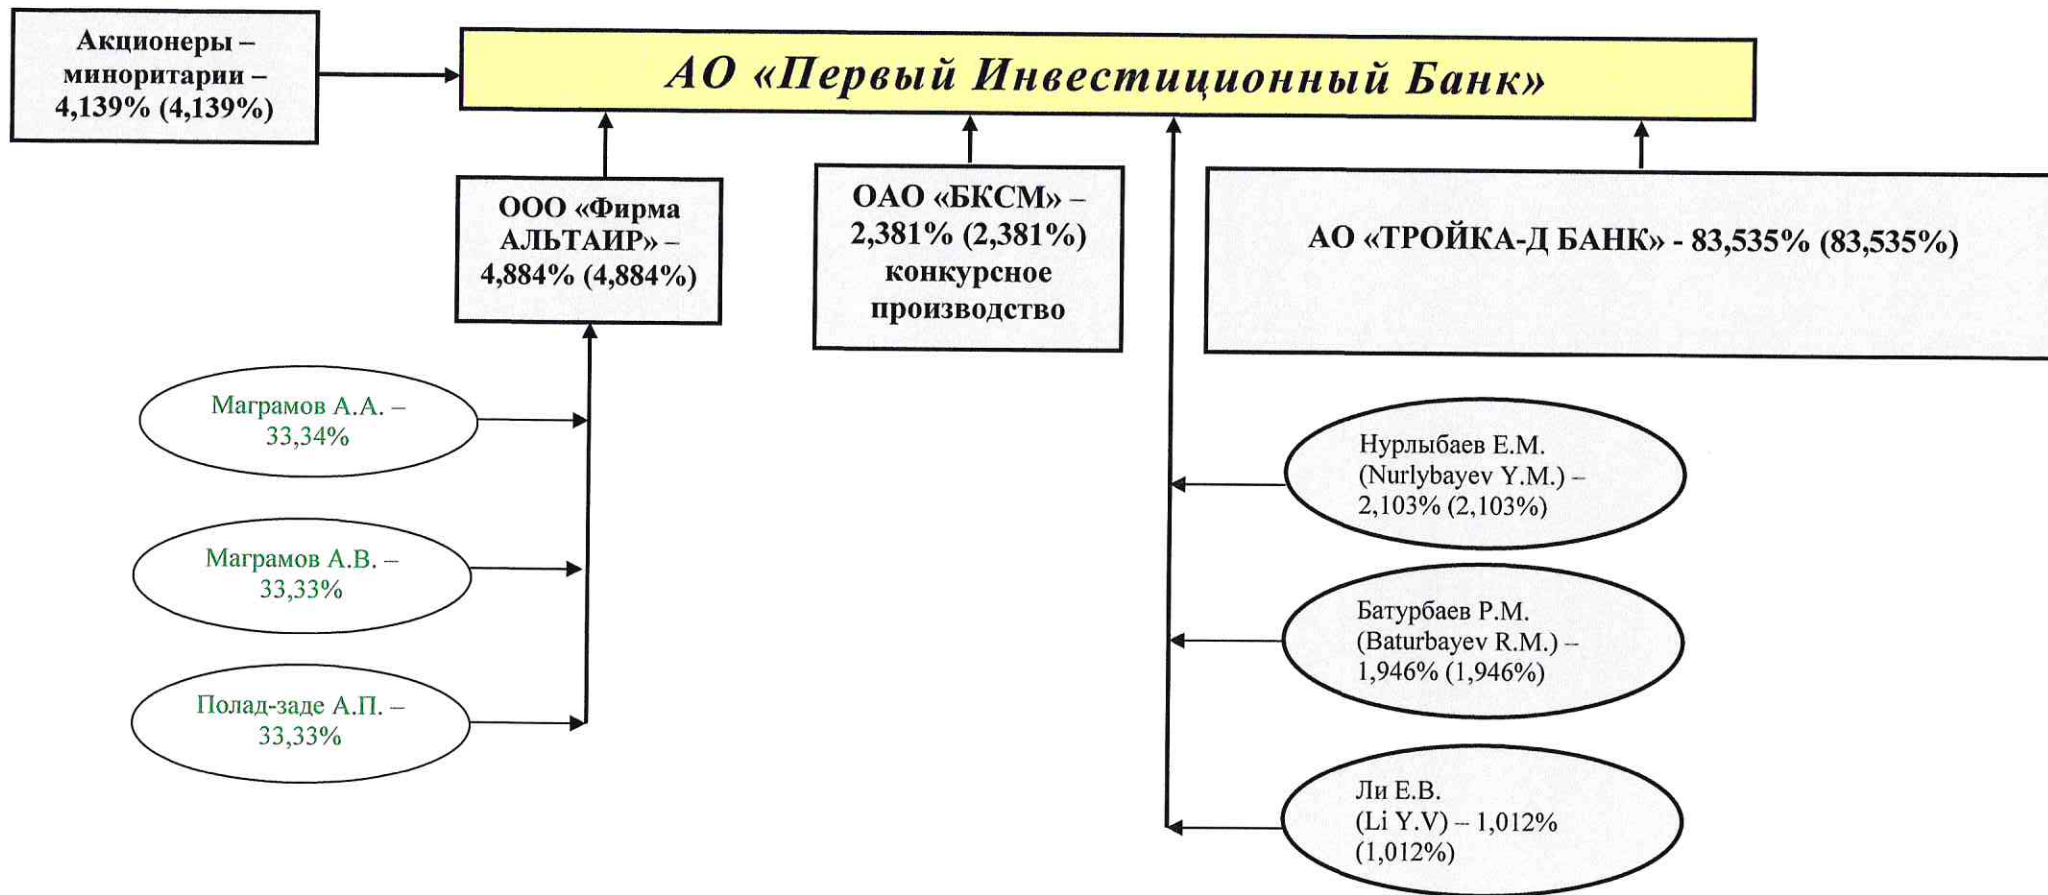 Акционеры –
миноритарии –
4,139% (4,139%)
АО «Первый Инвестиционный Банк»
ООО «Фирма
АЛЬТАИР» –
4,884% (4,884%)
ОАО «БКСМ» –
2,381% (2,381%)
конкурсное
производство
АО «ТРОЙКА-Д БАНК» - 83,535% (83,535%)
Маграмов А.А. –
33,34%
Маграмов А.В. –
33,33%
Полад-заде А.П. –
33,33%
Нурлыбаев Е.М.
(Nurlybayev Y.M.) –
2,103% (2,103%)
Батурбаев Р.М.
(Baturbayev R.M.) –
1,946% (1,946%)
Ли Е.В.
(Li Y.V) – 1,012%
(1,012%)